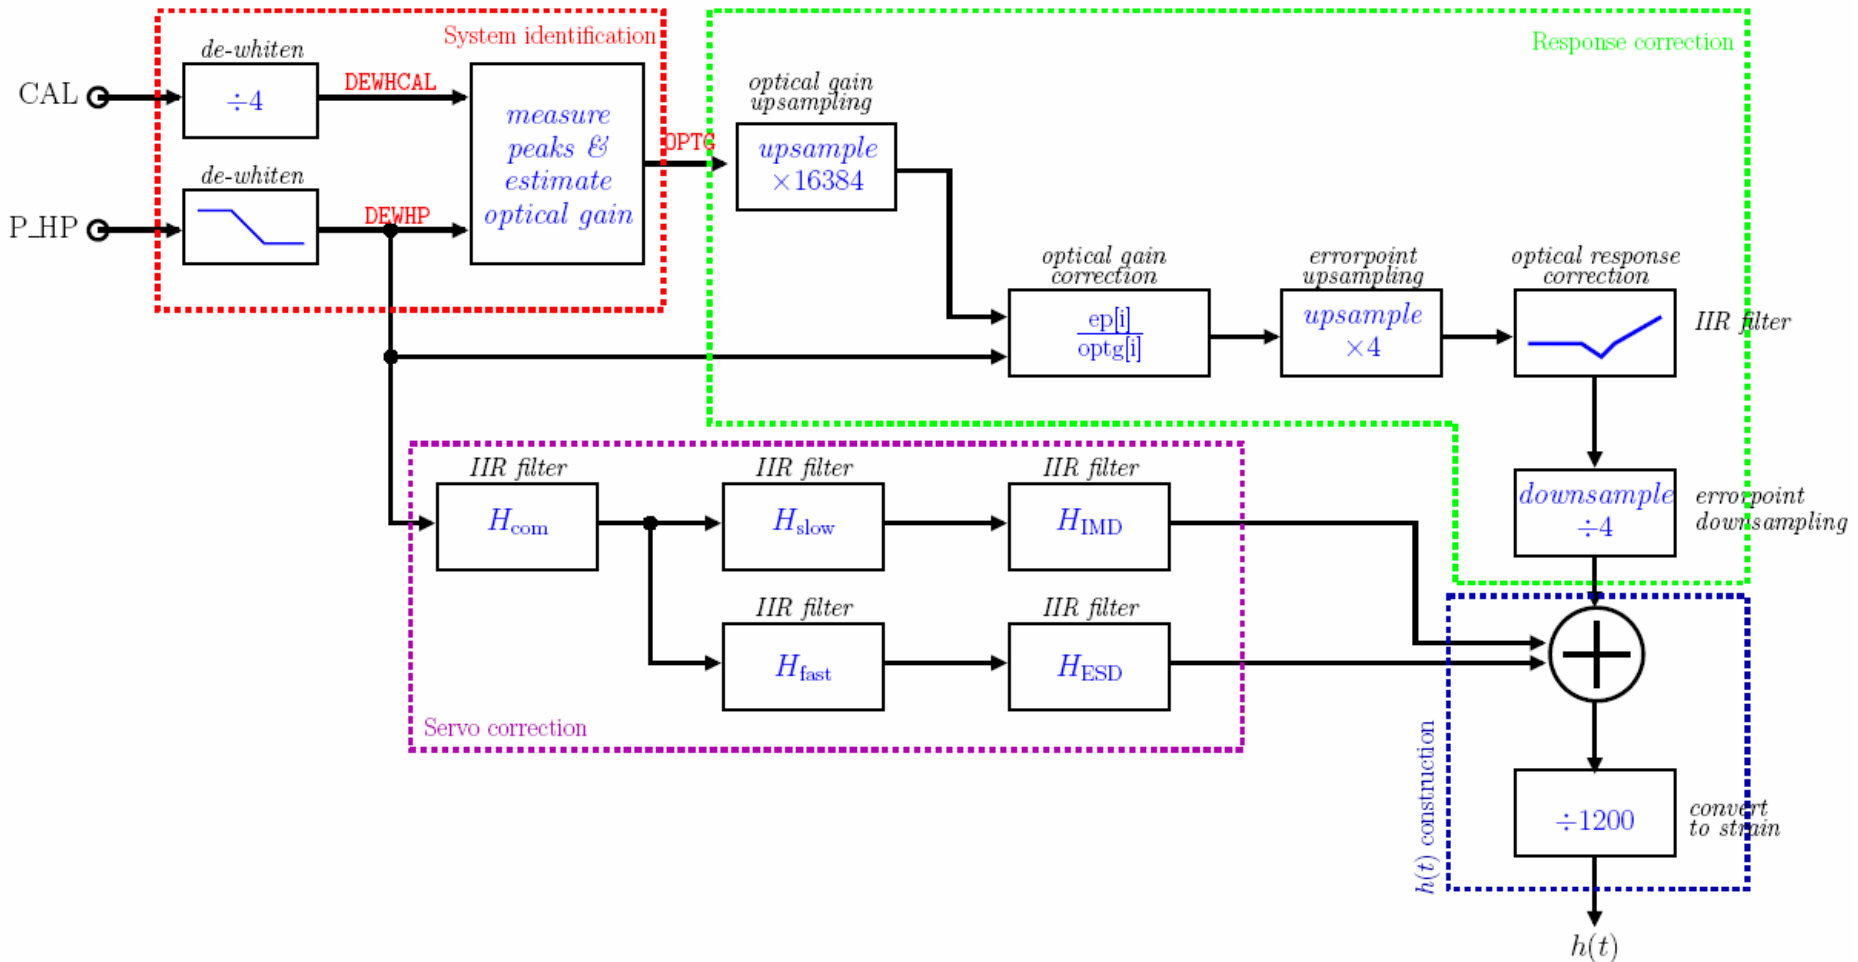 System identification
Response correction
de-whiten
CAL
÷4
DEWHCAL
measure
peaks &
estimate
optical gain
optical gain
upsampling
OPTG
upsample
×16384
de-whiten
P_HP
DEWHP
optical gain
correction
ep[i]
optg[i]
errorpoint
upsampling
upsample
×4
optical response
correction
IIR filter
downsample
÷4
errorpoint
downsampling
IIR filter
H_com
IIR filter
H_slow
IIR filter
H_IMD
IIR filter
H_fast
IIR filter
H_ESD
Servo correction
h(t) construction
÷1200
convert
to strain
h(t)